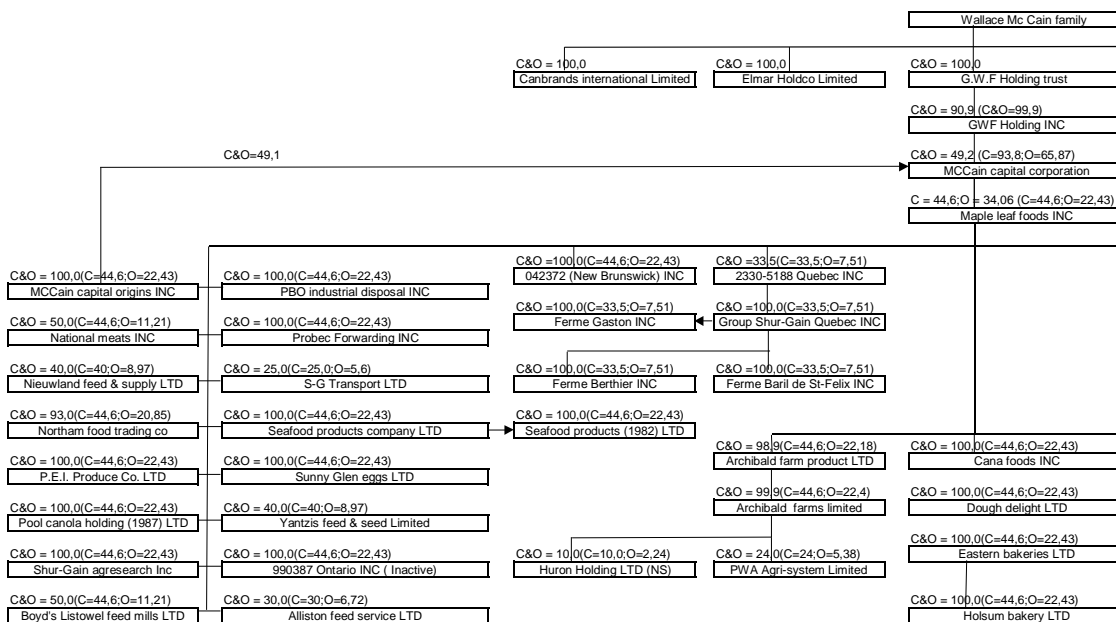 Wallace Mc Cain family
C&O = 100,0
Canbrands international Limited
C&O = 100,0
Elmar Holdco Limited
C&O = 100,0
G.W.F Holding trust
C&O = 90,9 (C&O=99,9)
GWF Holding INC
C&O=49,1
C&O = 49,2 (C=93,8;O=65,87)
MCCain capital corporation
C = 44,6;O = 34,06 (C=44,6;O=22,43)
Maple leaf foods INC
C&O = 100,0(C=44,6;O=22,43)
MCCain capital origins INC
C&O = 100,0(C=44,6;O=22,43)
PBO industrial disposal INC
C&O =100,0(C=44,6;O=22,43)
042372 (New Brunswick) INC
C&O =33,5(C=33,5;O=7,51)
2330-5188 Quebec INC
C&O = 50,0(C=44,6;O=11,21)
National meats INC
C&O = 100,0(C=44,6;O=22,43)
Probec Forwarding INC
C&O =100,0(C=33,5;O=7,51)
Ferme Gaston INC
C&O =100,0(C=33,5;O=7,51)
Group Shur-Gain Quebec INC
C&O = 40,0(C=40;O=8,97)
Nieuwland feed & supply LTD
C&O = 25,0(C=25,0;O=5,6)
S-G Transport LTD
C&O =100,0(C=33,5;O=7,51)
Ferme Berthier INC
C&O =100,0(C=33,5;O=7,51)
Ferme Baril de St-Felix INC
C&O = 93,0(C=44,6;O=20,85)
Northam food trading co
C&O = 100,0(C=44,6;O=22,43)
Seafood products company LTD
C&O = 100,0(C=44,6;O=22,43)
Seafood products (1982) LTD
C&O = 98,9(C=44,6;O=22,18)
Archibald farm product LTD
C&O = 100,0(C=44,6;O=22,43)
Cana foods INC
C&O = 100,0(C=44,6;O=22,43)
P.E.I. Produce Co. LTD
C&O = 100,0(C=44,6;O=22,43)
Sunny Glen eggs LTD
C&O = 99,9(C=44,6;O=22,4)
Archibald farms limited
C&O = 100,0(C=44,6;O=22,43)
Dough delight LTD
C&O = 100,0(C=44,6;O=22,43)
Pool canola holding (1987) LTD
C&O = 40,0(C=40;O=8,97)
Yantzis feed & seed Limited
C&O = 100,0(C=44,6;O=22,43)
Eastern bakeries LTD
C&O = 100,0(C=44,6;O=22,43)
Shur-Gain agresearch Inc
C&O = 100,0(C=44,6;O=22,43)
990387 Ontario INC ( Inactive)
C&O = 10,0(C=10,0;O=2,24)
Huron Holding LTD (NS)
C&O = 24,0(C=24;O=5,38)
PWA Agri-system Limited
C&O = 50,0(C=44,6;O=11,21)
Boyd's Listowel feed mills LTD
C&O = 30,0(C=30;O=6,72)
Alliston feed service LTD
C&O = 100,0(C=44,6;O=22,43)
Holsum bakery LTD